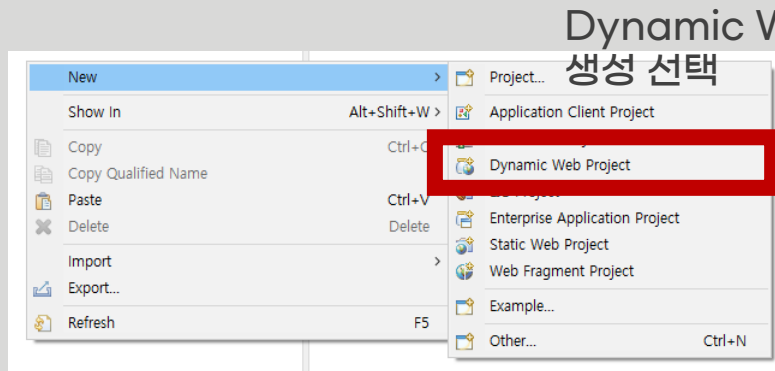 Dynamic W
생성 선택
New >
Show In Alt+Shift+W >
Copy
Copy Qualified Name
Paste Ctrl+V
Delete Delete
Import >
Export...
Refresh F5
Project...
Application Client Project
Dynamic Web Project
Enterprise Application Project
Static Web Project
Web Fragment Project
Example...
Other... Ctrl+N